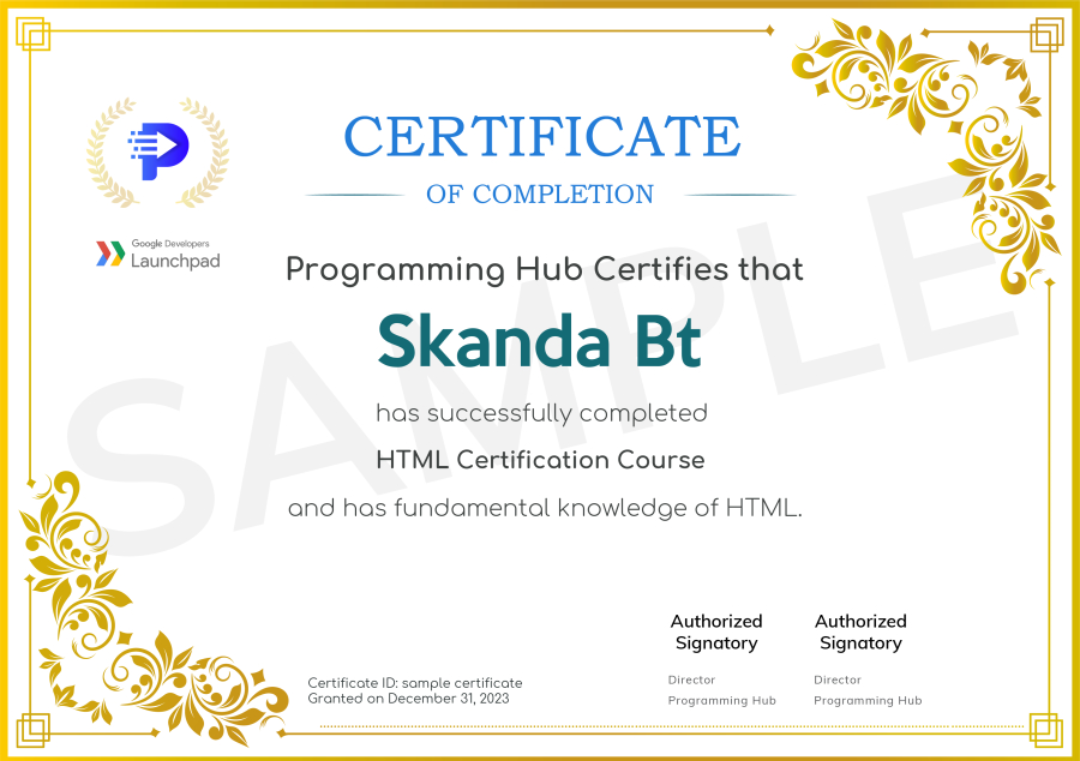 CERTIFICATE
OF COMPLETION
Google Developers
Launchpad
Programming Hub Certifies that
Skanda Bt
has successfully completed
HTML Certification Course
and has fundamental knowledge of HTML.
SAMPLE
Authorized Signatory
Authorized Signatory
Director
Programming Hub
Director
Programming Hub
Certificate ID: sample certificate
Granted on December 31, 2023